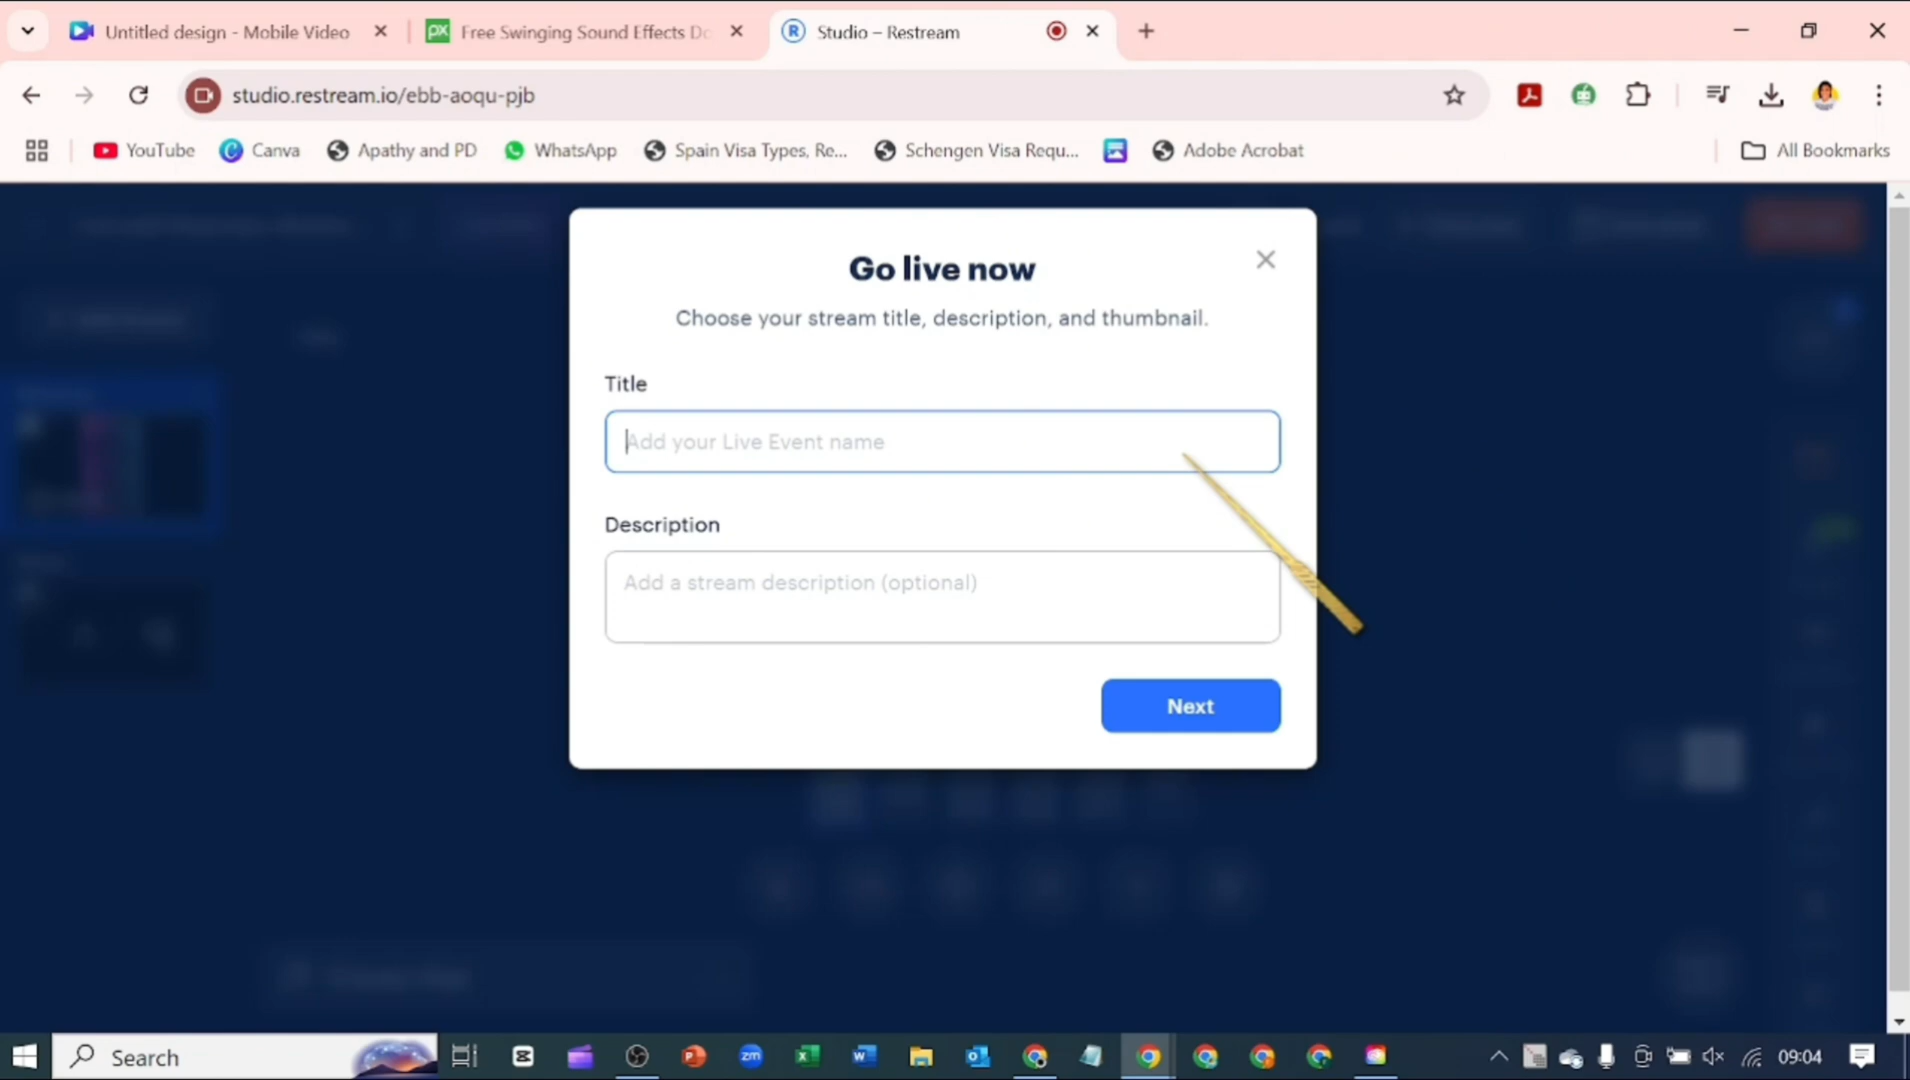 Untitled design - Mobile Video
Free Swinging Sound Effects Do
Studio – Restream
studio.restream.io/ebb-aoqu-pjb
YouTube
Canva
Apathy and PD
WhatsApp
Spain Visa Types, Re...
Schengen Visa Requ...
Adobe Acrobat
All Bookmarks
Go live now
Choose your stream title, description, and thumbnail.
Title
Add your Live Event name
Description
Add a stream description (optional)
Next
Search
09:04